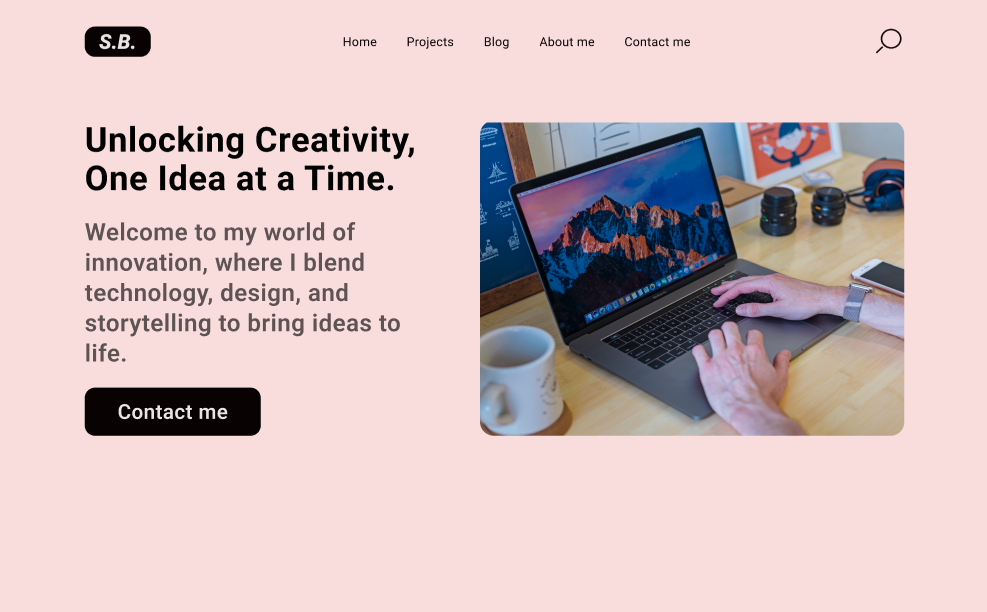 S.B.
Home Projects Blog About me Contact me
Unlocking Creativity,
One Idea at a Time.
Welcome to my world of
innovation, where I blend
technology, design, and
storytelling to bring ideas to
life.
Contact me